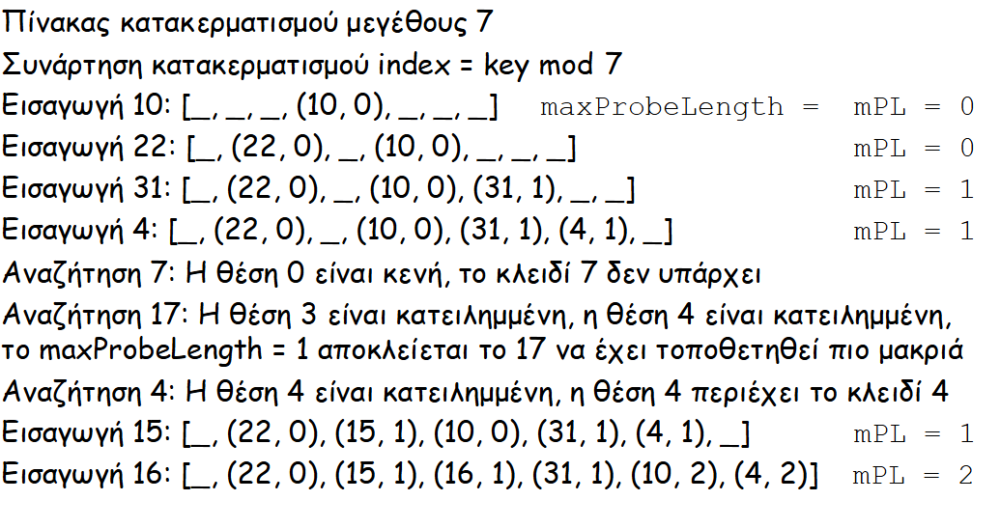 Πίνακας κατακερματισμού μεγέθους 7
Συνάρτηση κατακερματισμού index = key mod 7
Εισαγωγή 10: [_, _, _, (10, 0), _, _, _] maxProbeLength = mPL = 0
Εισαγωγή 22: [_, (22, 0), _, (10, 0), _, _, _] mPL = 0
Εισαγωγή 31: [_, (22, 0), _, (10, 0), (31, 1), _, _] mPL = 1
Εισαγωγή 4: [_, (22, 0), _, (10, 0), (31, 1), (4, 1), _] mPL = 1
Αναζήτηση 7: Η θέση 0 είναι κενή, το κλειδί 7 δεν υπάρχει
Αναζήτηση 17: Η θέση 3 είναι κατειλημμένη, η θέση 4 είναι κατειλημμένη,
το maxProbeLength = 1 αποκλείεται το 17 να έχει τοποθετηθεί πιο μακριά
Αναζήτηση 4: Η θέση 4 είναι κατειλημμένη, η θέση 4 περιέχει το κλειδί 4
Εισαγωγή 15: [_, (22, 0), (15, 1), (10, 0), (31, 1), (4, 1), _] mPL = 1
Εισαγωγή 16: [_, (22, 0), (15, 1), (16, 1), (31, 1), (10, 2), (4, 2)] mPL = 2